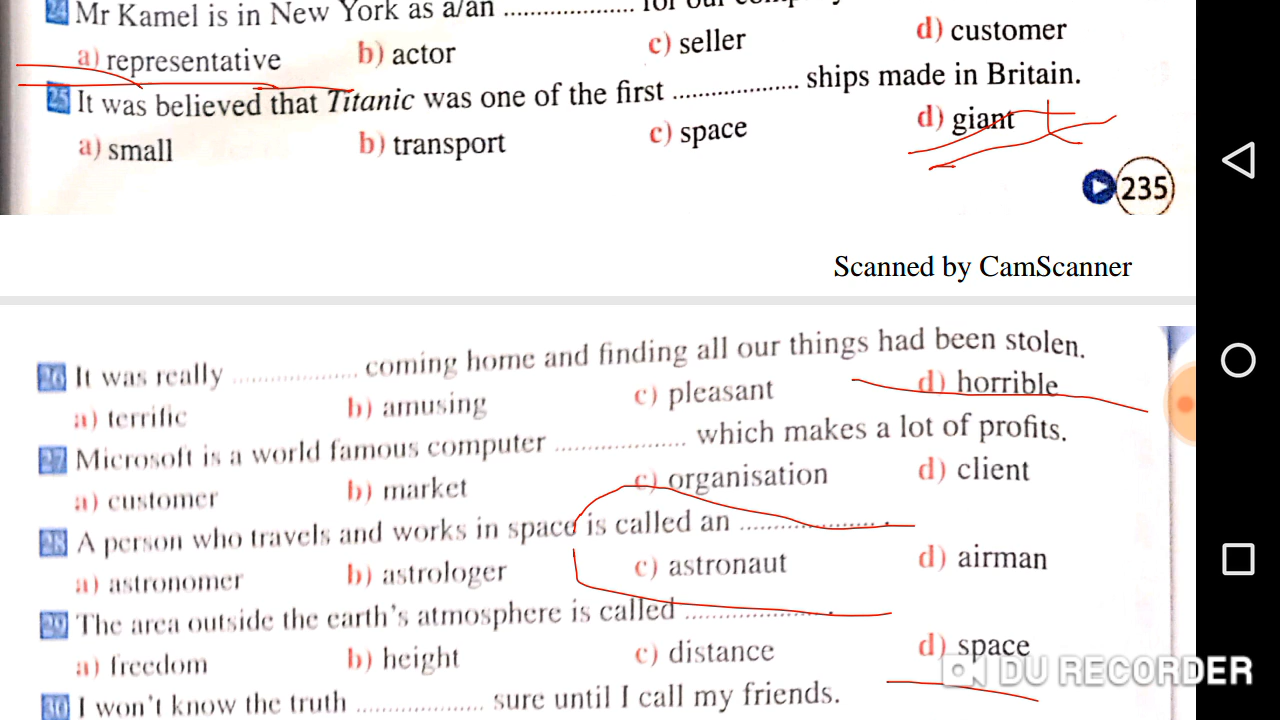 24 Mr Kamel is in New York as a/an ....................
a) representative b) actor c) seller d) customer
25 It was believed that Titanic was one of the first ................... ships made in Britain.
a) small b) transport c) space d) giant
235
Scanned by CamScanner
26 It was really ................... coming home and finding all our things had been stolen.
a) terrific b) amusing c) pleasant d) horrible
27 Microsoft is a world famous computer .................... which makes a lot of profits.
a) customer b) market c) organisation d) client
28 A person who travels and works in space is called an .................... .
a) astronomer b) astrologer c) astronaut d) airman
29 The area outside the earth's atmosphere is called .................... .
a) freedom b) height c) distance d) space
DU RECORDER
30 I won't know the truth .................... sure until I call my friends.